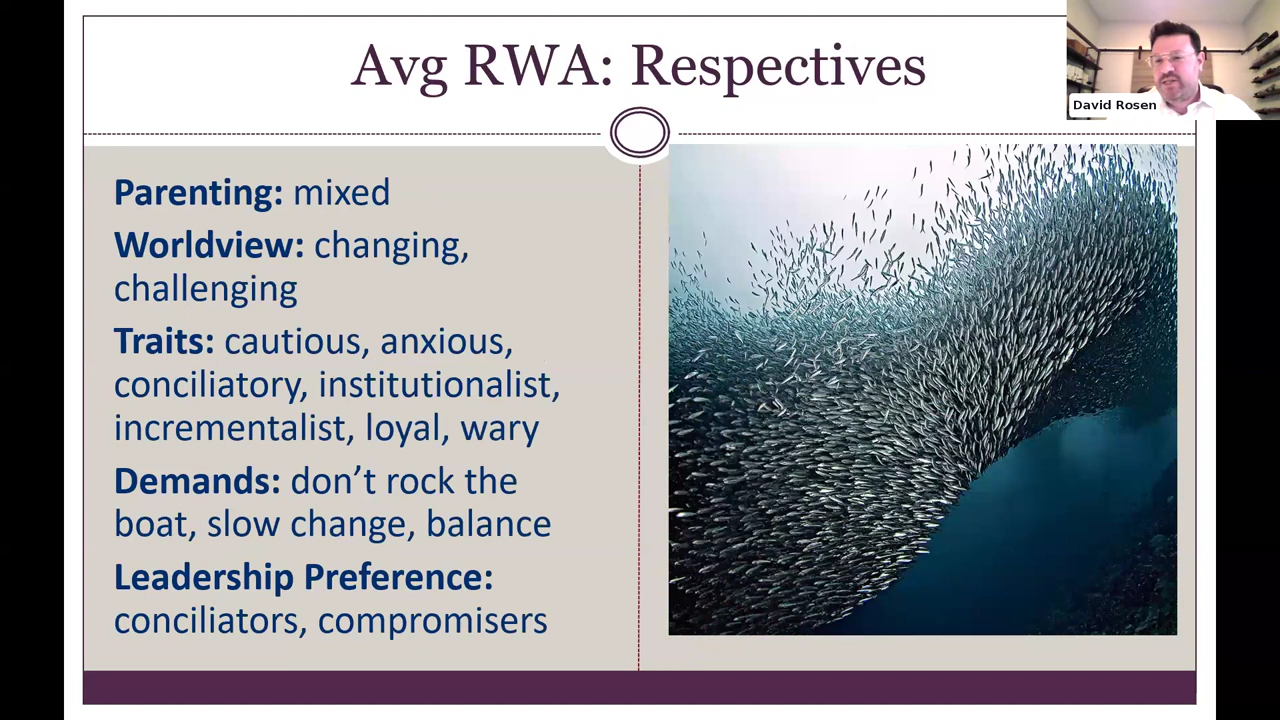 Avg RWA: Respectives
David Rosen
Parenting: mixed
Worldview: changing,
challenging
Traits: cautious, anxious,
conciliatory, institutionalist,
incrementalist, loyal, wary
Demands: don’t rock the
boat, slow change, balance
Leadership Preference:
conciliators, compromisers